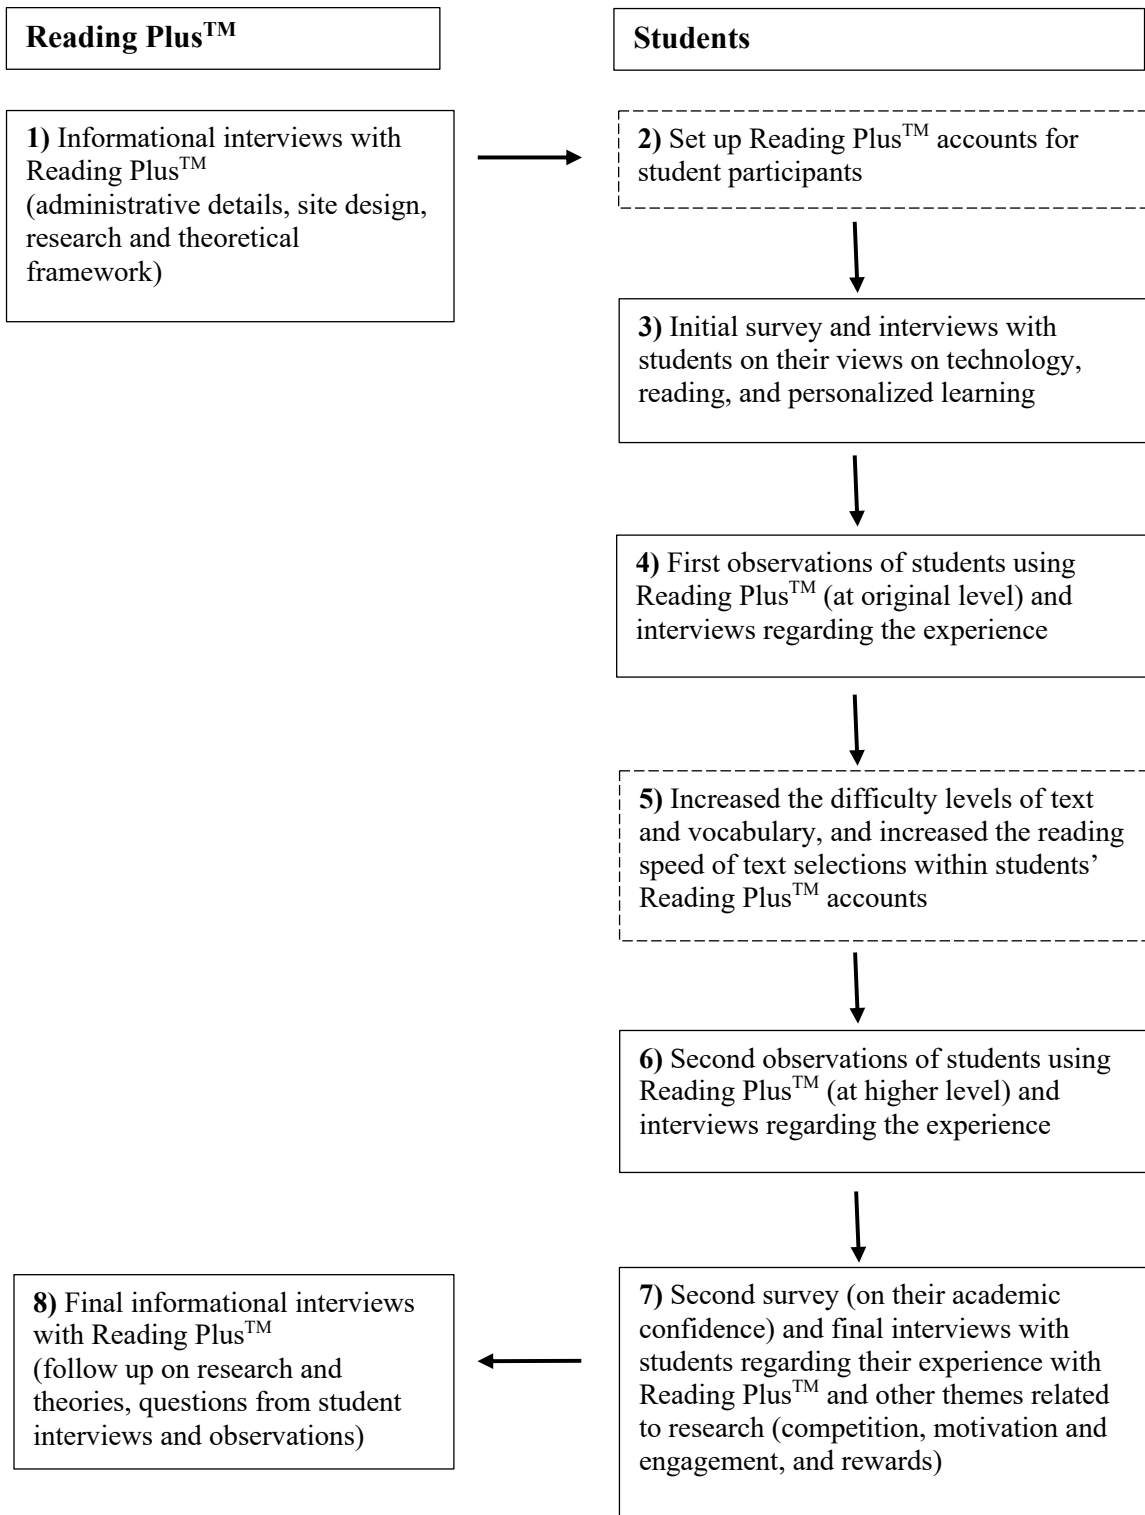 Reading Plus™
Students
1) Informational interviews with
Reading Plus™
(administrative details, site design,
research and theoretical
framework)
2) Set up Reading Plus™ accounts for
student participants
3) Initial survey and interviews with
students on their views on technology,
reading, and personalized learning
4) First observations of students using
Reading Plus™ (at original level) and
interviews regarding the experience
5) Increased the difficulty levels of text
and vocabulary, and increased the reading
speed of text selections within students’
Reading Plus™ accounts
6) Second observations of students using
Reading Plus™ (at higher level) and
interviews regarding the experience
7) Second survey (on their academic
confidence) and final interviews with
students regarding their experience with
Reading Plus™ and other themes related
to research (competition, motivation and
engagement, and rewards)
8) Final informational interviews
with Reading Plus™
(follow up on research and
theories, questions from student
interviews and observations)